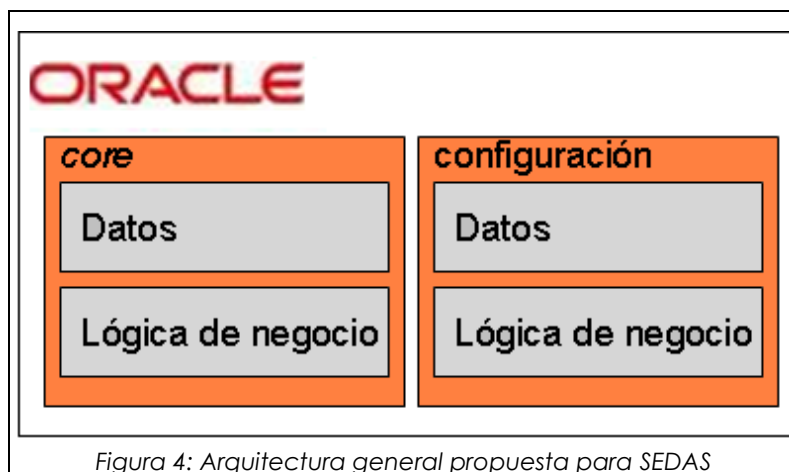 ORACLE
core
Datos
Lógica de negocio
configuración
Datos
Lógica de negocio
Figura 4: Arquitectura general propuesta para SEDAS